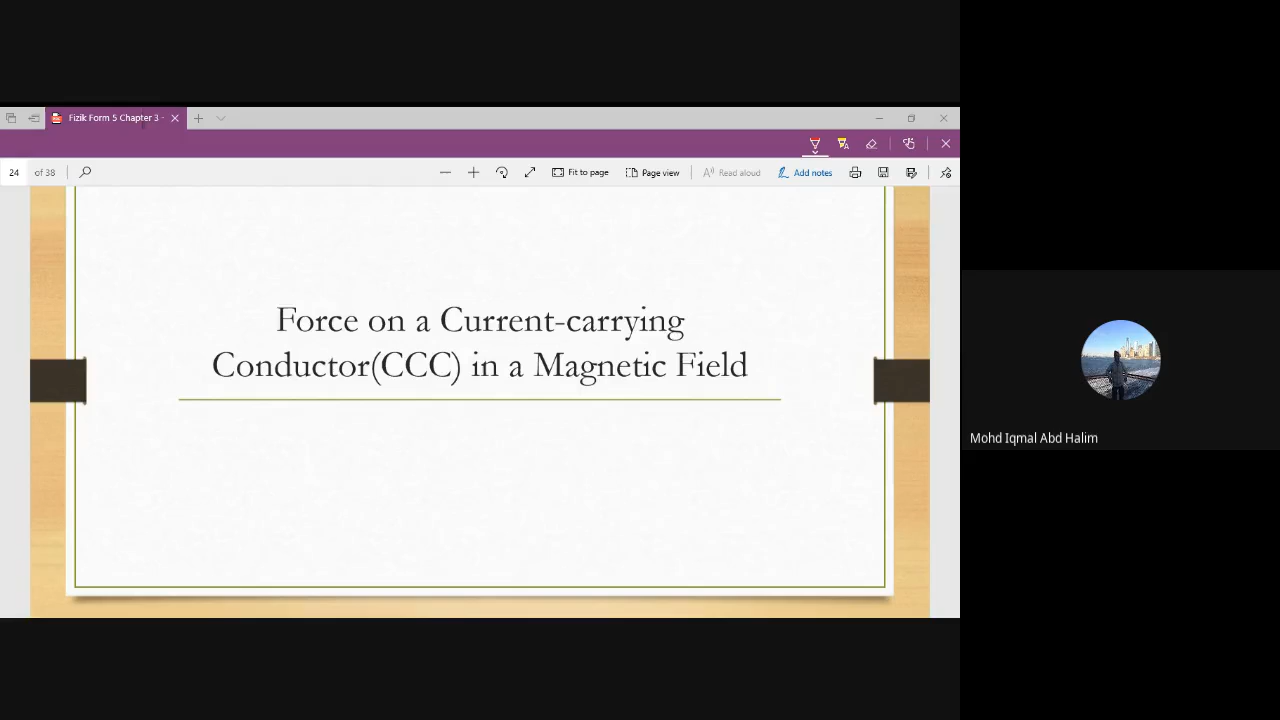 Fizik Form 5 Chapter 3 -
24 of 38
Fit to page
Page view
Read aloud
Add notes
Force on a Current-carrying
Conductor(CCC) in a Magnetic Field
Mohd Iqmal Abd Halim